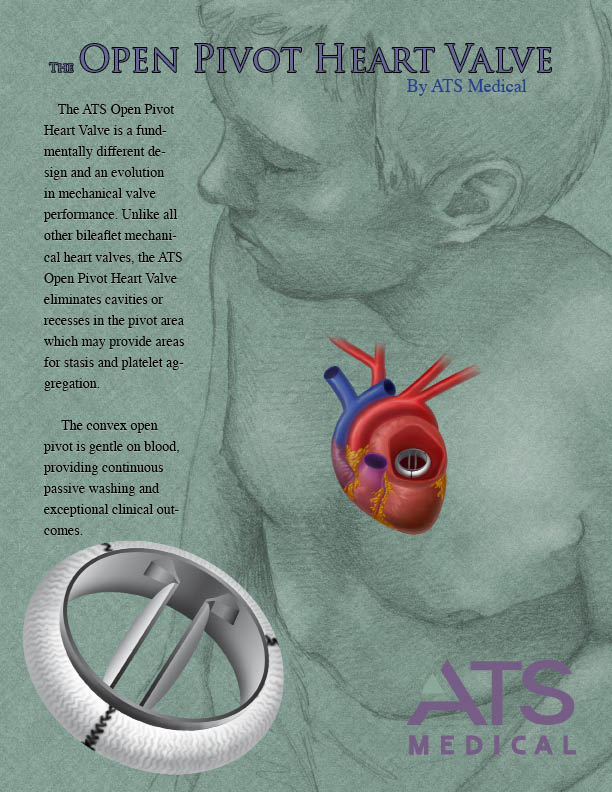 THE OPEN PIVOT HEART VALVE
By ATS Medical
The ATS Open Pivot
Heart Valve is a fund-
mentally different de-
sign and an evolution
in mechanical valve
performance. Unlike all
other bileaflet mechani-
cal heart valves, the ATS
Open Pivot Heart Valve
eliminates cavities or
recesses in the pivot area
which may provide areas
for stasis and platelet ag-
gregation.
The convex open
pivot is gentle on blood,
providing continuous
passive washing and
exceptional clinical out-
comes.
ATS
MEDICAL